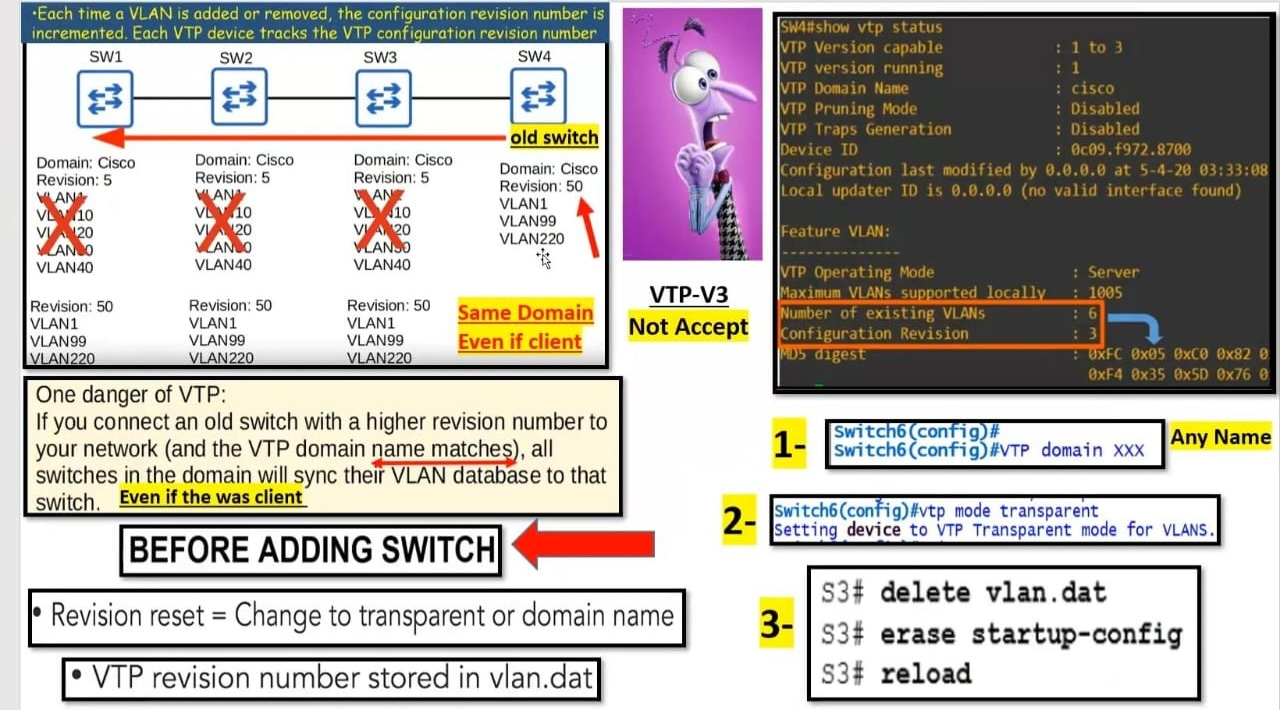 •Each time a VLAN is added or removed, the configuration revision number is
incremented. Each VTP device tracks the VTP configuration revision number
SW1
SW2
SW3
SW4
old switch
Domain: Cisco
Revision: 5
VLAN1
VLAN10
VLAN20
VLAN30
VLAN40
Domain: Cisco
Revision: 5
VLAN1
VLAN10
VLAN20
VLAN30
VLAN40
Domain: Cisco
Revision: 5
VLAN1
VLAN10
VLAN20
VLAN30
VLAN40
Domain: Cisco
Revision: 50
VLAN1
VLAN99
VLAN220
Revision: 50
VLAN1
VLAN99
VLAN220
Revision: 50
VLAN1
VLAN99
VLAN220
Revision: 50
VLAN1
VLAN99
VLAN220
Same Domain
Even if client
One danger of VTP:
If you connect an old switch with a higher revision number to
your network (and the VTP domain name matches), all
switches in the domain will sync their VLAN database to that
switch.
Even if the was client
BEFORE ADDING SWITCH
• Revision reset = Change to transparent or domain name
• VTP revision number stored in vlan.dat
VTP-V3
Not Accept
SW4#show vtp status
VTP Version capable : 1 to 3
VTP version running : 1
VTP Domain Name : cisco
VTP Pruning Mode : Disabled
VTP Traps Generation : Disabled
Device ID : 0c09.f972.8700
Configuration last modified by 0.0.0.0 at 5-4-20 03:33:08
Local updater ID is 0.0.0.0 (no valid interface found)
Feature VLAN:
--------------
VTP Operating Mode : Server
Maximum VLANs supported locally : 1005
Number of existing VLANs : 6
Configuration Revision : 3
MD5 digest : 0xFC 0x05 0xC0 0x82 0
0xF4 0x35 0x5D 0x76 0
1-
Switch6(config)#
Switch6(config)#VTP domain XXX
Any Name
2-
Switch6(config)#vtp mode transparent
Setting device to VTP Transparent mode for VLANS.
3-
S3# delete vlan.dat
S3# erase startup-config
S3# reload